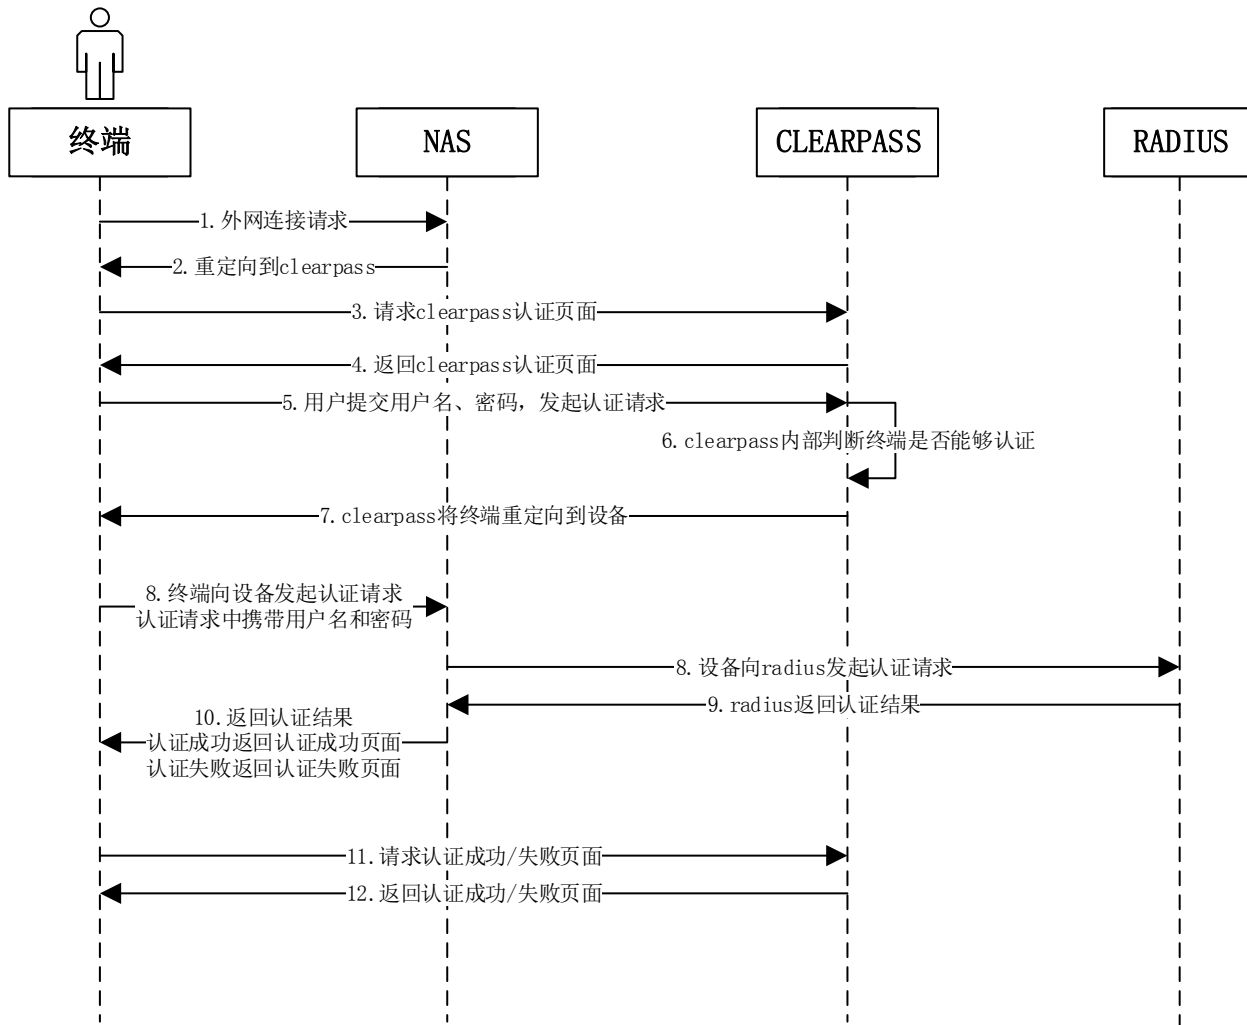 终端
NAS
CLEARPASS
RADIUS
1.外网连接请求
2.重定向到clearpass
3.请求clearpass认证页面
4.返回clearpass认证页面
5.用户提交用户名、密码，发起认证请求
6.clearpass内部判断终端是否能够认证
7.clearpass将终端重定向到设备
8.终端向设备发起认证请求
认证请求中携带用户名和密码
8.设备向radius发起认证请求
9.radius返回认证结果
10.返回认证结果
认证成功返回认证成功页面
认证失败返回认证失败页面
11.请求认证成功/失败页面
12.返回认证成功/失败页面